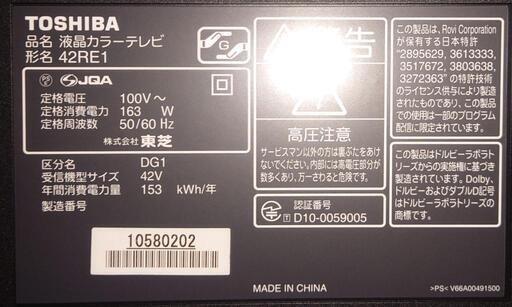 TOSHIBA
品名 液晶カラーテレビ
形名 42RE1
PS E JQA
定格電圧 100V～
定格消費電力 163 W
定格周波数 50/60 Hz
株式会社 東芝
区分名 DG1
受信機型サイズ 42V
年間消費電力量 153 kWh/年
製造番号
10580202
G
告
高圧注意
サービスマン以外の方は裏ぶたをあけないでください。内部には高電圧部分が数多くあり、万一さわると危険です。
認証番号
D10-0059005
この製品は、Rovi Corporation
が保有する日本特許
"2895629、3613333、
3517672、3803638、
3272363" の特許技術
のライセンス供与により製造
されたものであり、この製品
での使用は一部のプログラム
配信に限定されています。
この製品はドルビーラボラト
リーズからの実施権に基づき
製造されています。Dolby、
ドルビーおよびダブルD記号
はドルビーラボラトリーズの
商標です。
MADE IN CHINA
>PS< V66A00491500